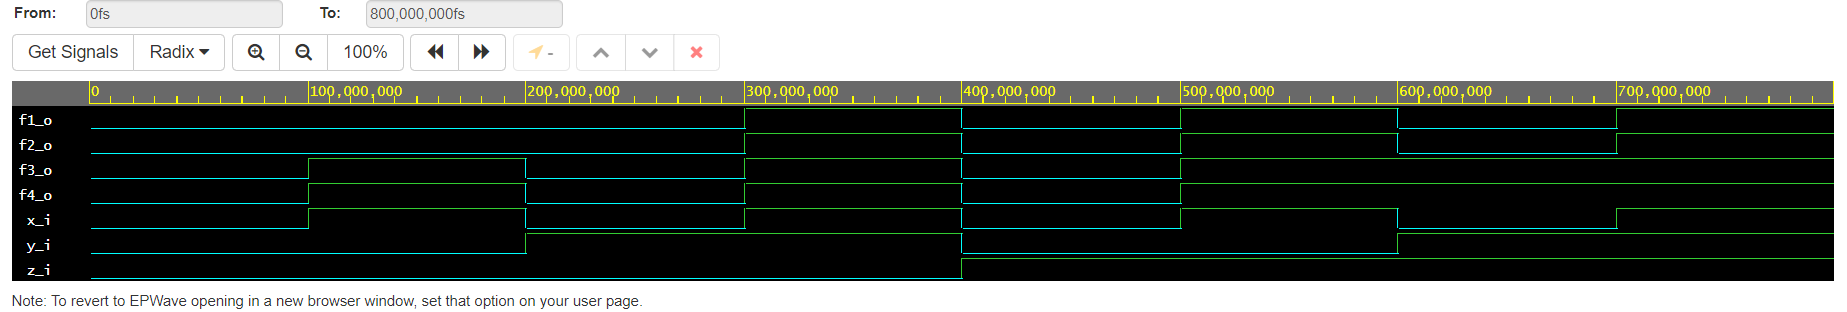 From: 0fs To: 800,000,000fs
Get Signals Radix 100% -
0 100,000,000 200,000,000 300,000,000 400,000,000 500,000,000 600,000,000 700,000,000
f1_o
f2_o
f3_o
f4_o
x_i
y_i
z_i
Note: To revert to EPWave opening in a new browser window, set that option on your user page.